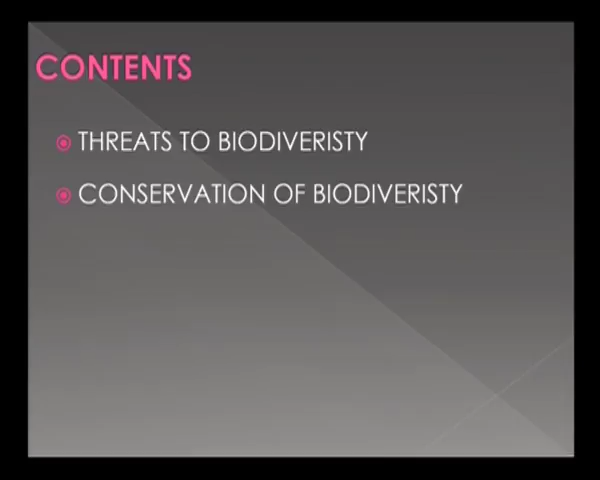 CONTENTS
THREATS TO BIODIVERISTY
CONSERVATION OF BIODIVERISTY